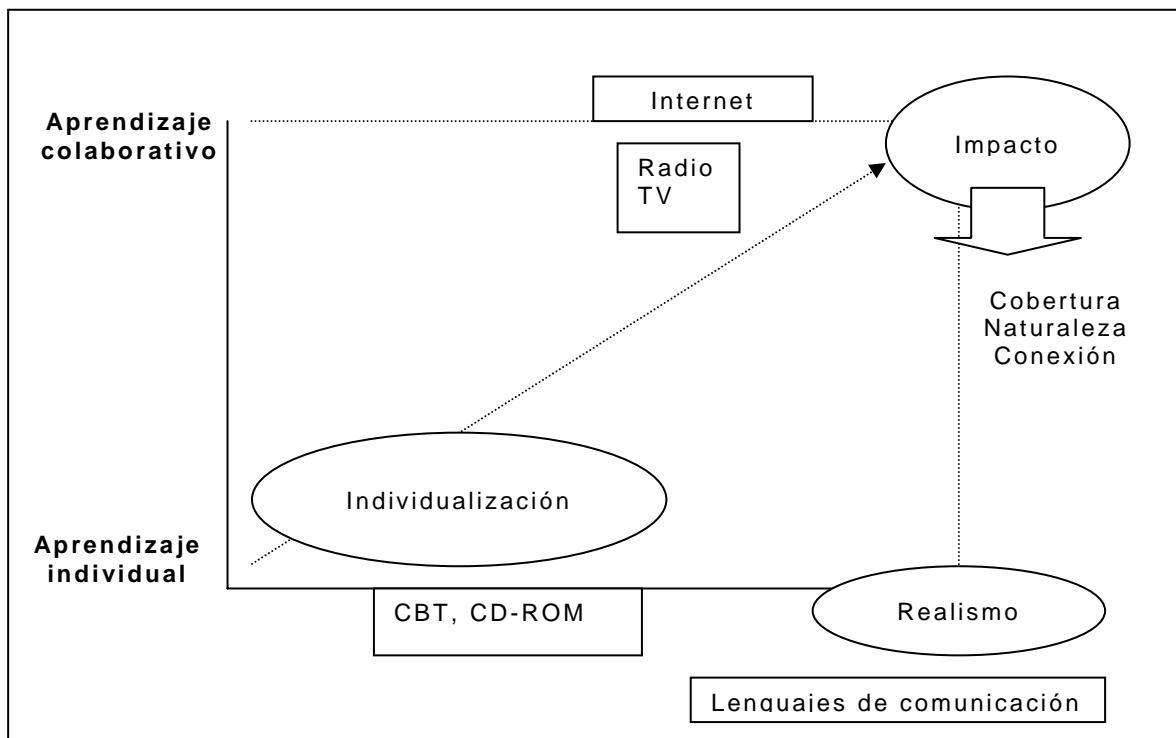 Internet
Aprendizaje
colaborativo
Impacto
Radio
TV
Cobertura
Naturaleza
Conexión
Individualización
Aprendizaje
individual
CBT, CD-ROM
Realismo
Lenguajes de comunicación